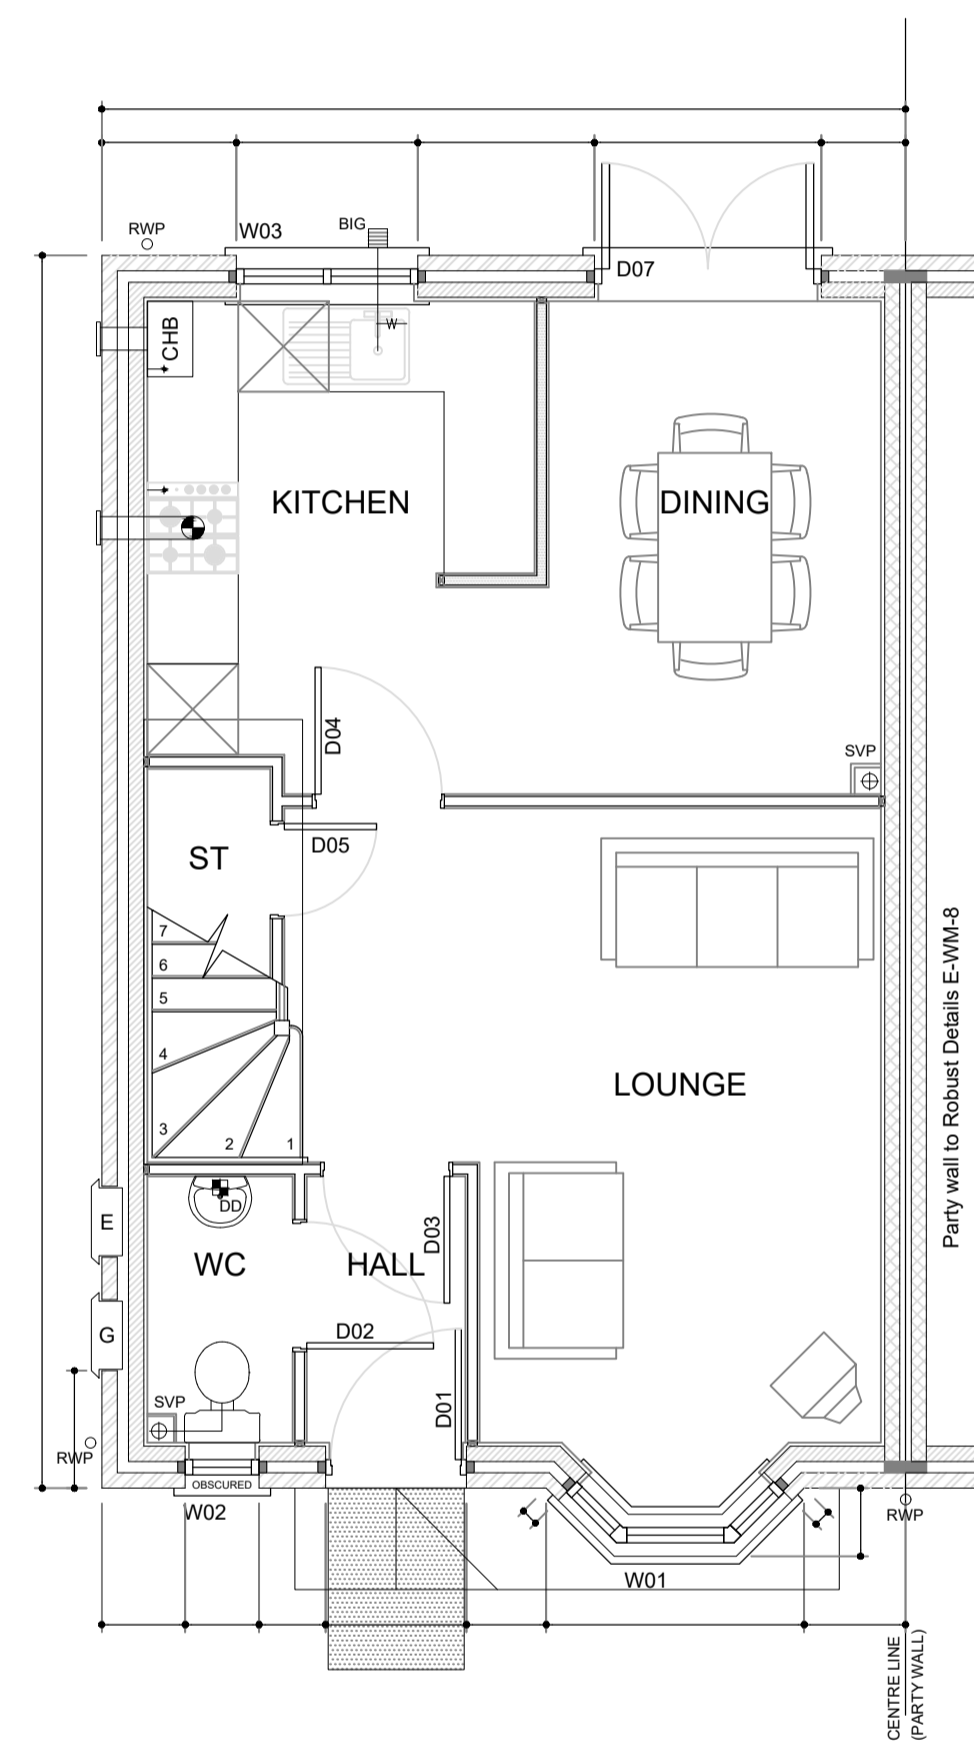 RWP
W03
BIG
D07
CHB
W
KITCHEN
DINING
D04
SVP
D05
ST
7
6
5
4
3
2
1
LOUNGE
Party wall to Robust Details E-WM-8
E
DD
WC
HALL
D03
G
D02
D01
SVP
RWP
OBSCURED
W02
RWP
W01
CENTRE LINE
(PARTY WALL)